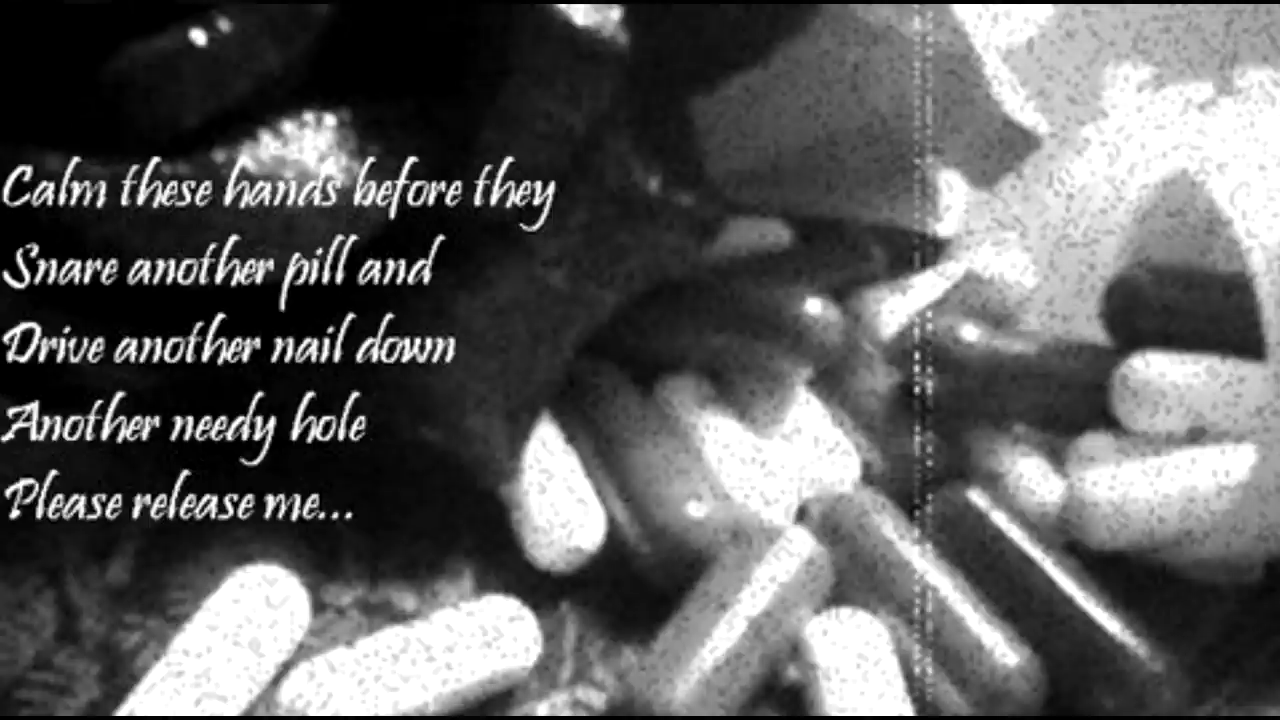 Calm these hands before they
Snare another pill and
Drive another nail down
Another needy hole
Please release me...